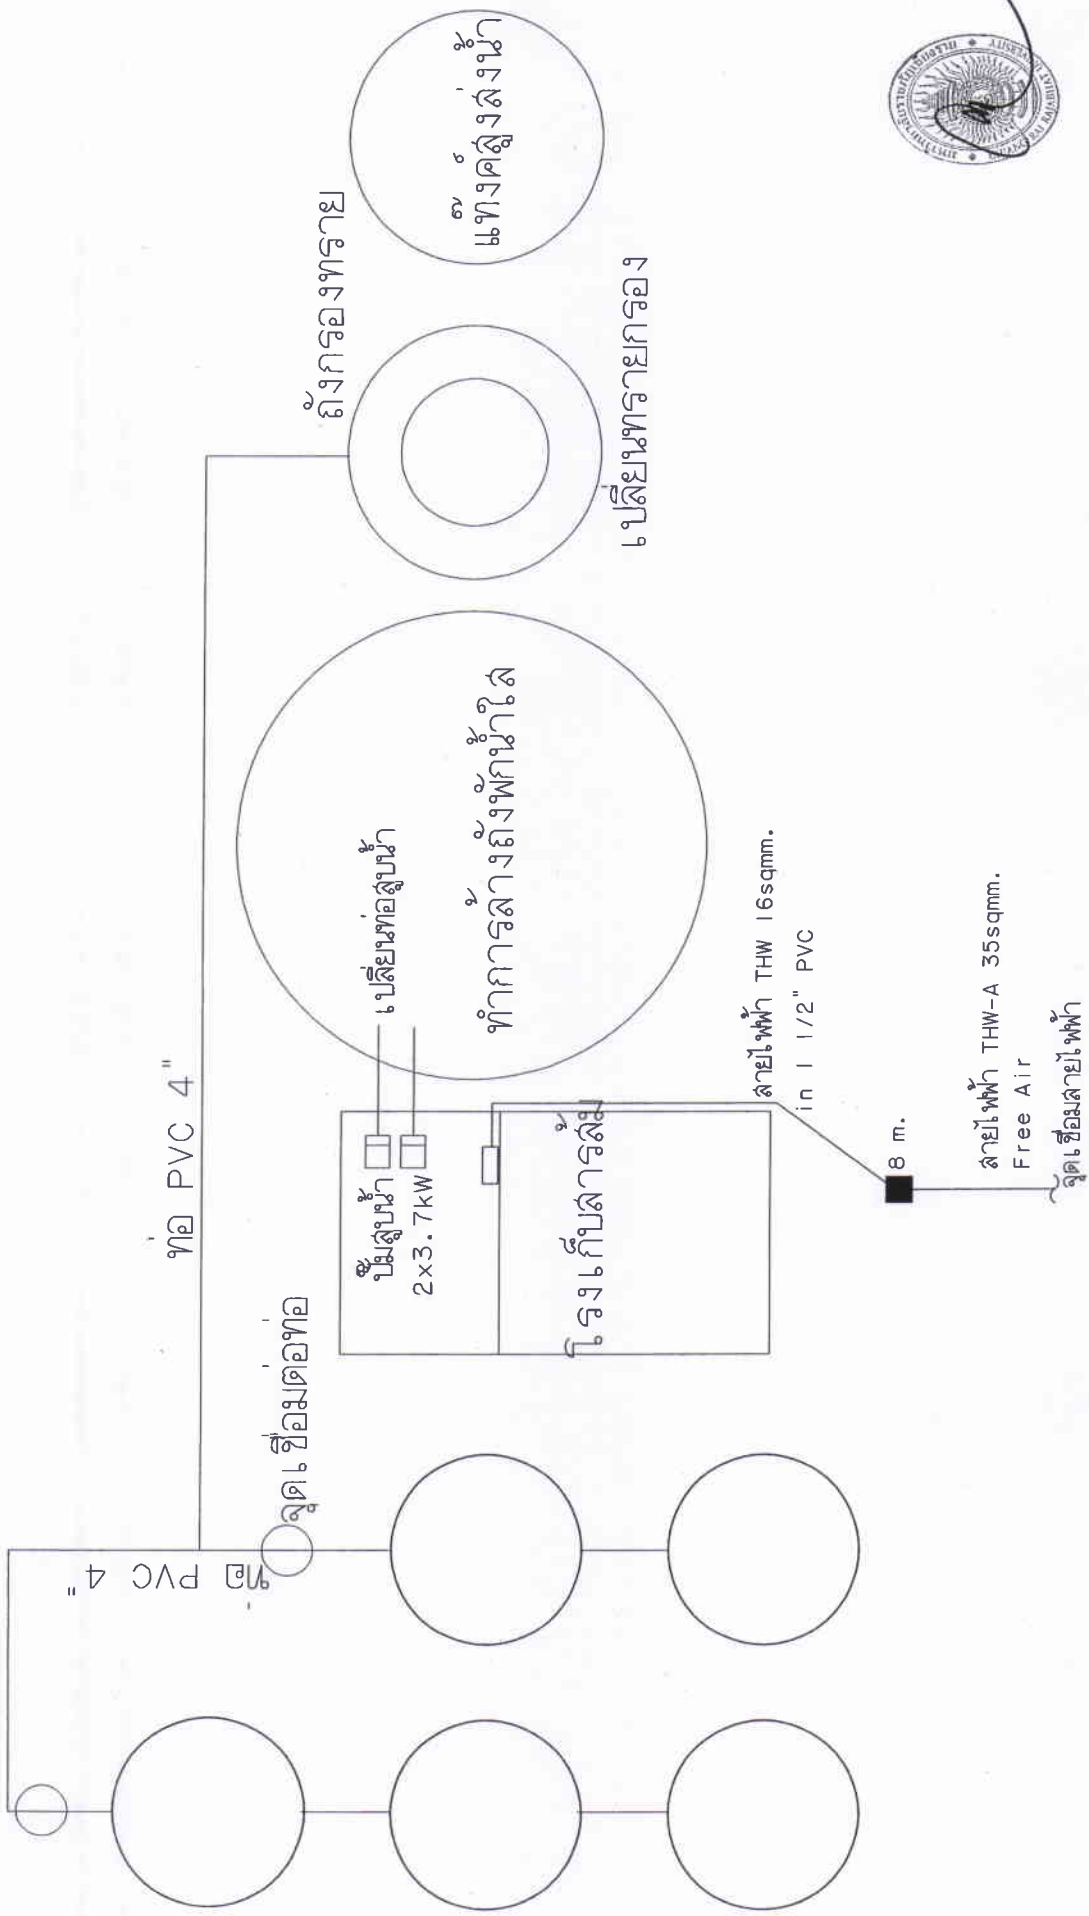 แท๊งค์สูงส่งน้ำ
ถังกรองทราย
เปลี่ยนทรายกรอง
ท่อ PVC 4"
ทำการล้างถังพักน้ำใส
เปลี่ยนท่อสูบน้ำ
ปั๊มสูบน้ำ
2x3.7kW
โรงเก็บสารส้ม
สายไฟฟ้า THW 16sqmm.
in 1 1/2" PVC
8 m.
สายไฟฟ้า THW-A 35sqmm.
Free Air
จุดเชื่อมสายไฟฟ้า
จุดเชื่อมต่อท่อ
ท่อ PVC 4"